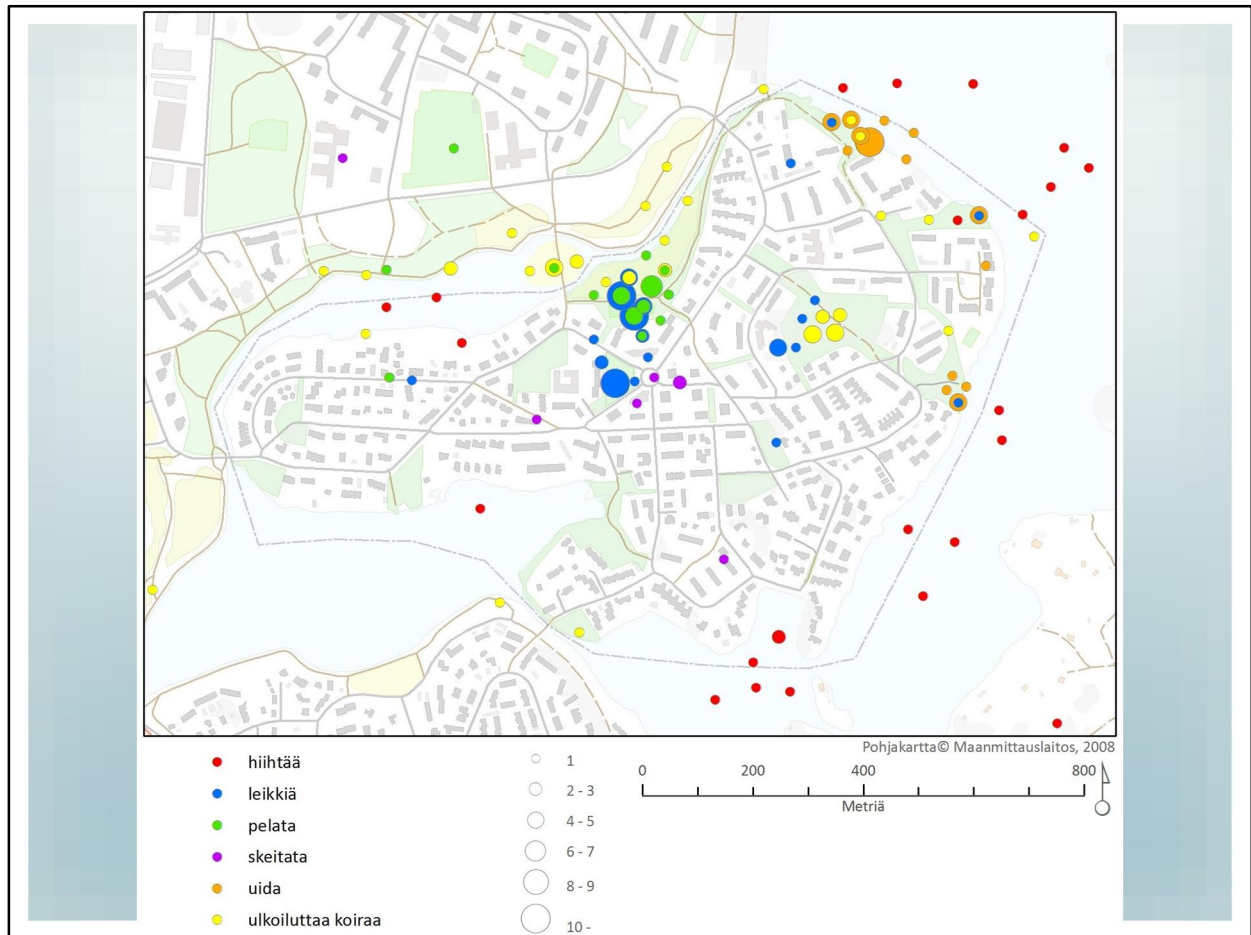 Pohjakartta© Maanmittauslaitos, 2008
hiihtää
leikkiä
pelata
skeitata
uida
ulkoiluttaa koiraa
1
2 - 3
4 - 5
6 - 7
8 - 9
10 -
0 200 400 800
Metriä